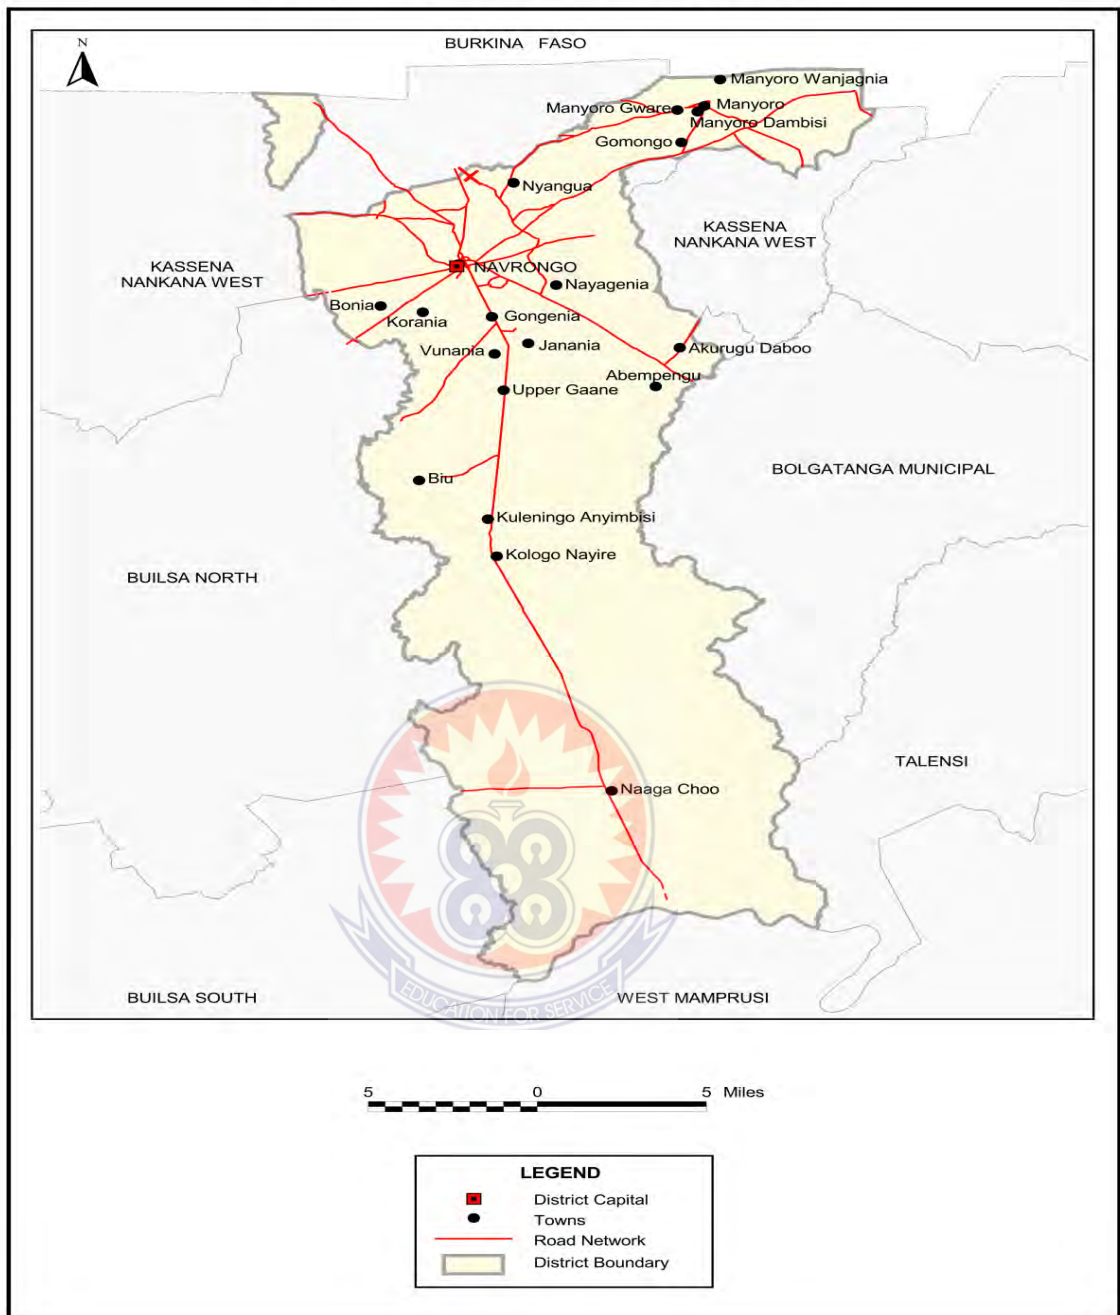 N
BURKINA FASO
Manyoro Wanjagnia
Manyoro Gware
Manyoro
Manyoro Dambisi
Gomongo
Nyangua
KASSENA
NANKANA WEST
KASSENA
NANKANA WEST
NAVRONGO
Nayagenia
Bonia
Korania
Gongenia
Vunania
Janania
Akurugu Daboo
Abempengu
Upper Gaane
BOLGATANGA MUNICIPAL
Biu
Kuleningo Anyimbisi
Kologo Nayire
BUILSA NORTH
TALENSI
Naaga Choo
EDUCATION FOR SERVICE
BUILSA SOUTH
WEST MAMPRUSI
5 0 5 Miles
LEGEND
District Capital
Towns
Road Network
District Boundary